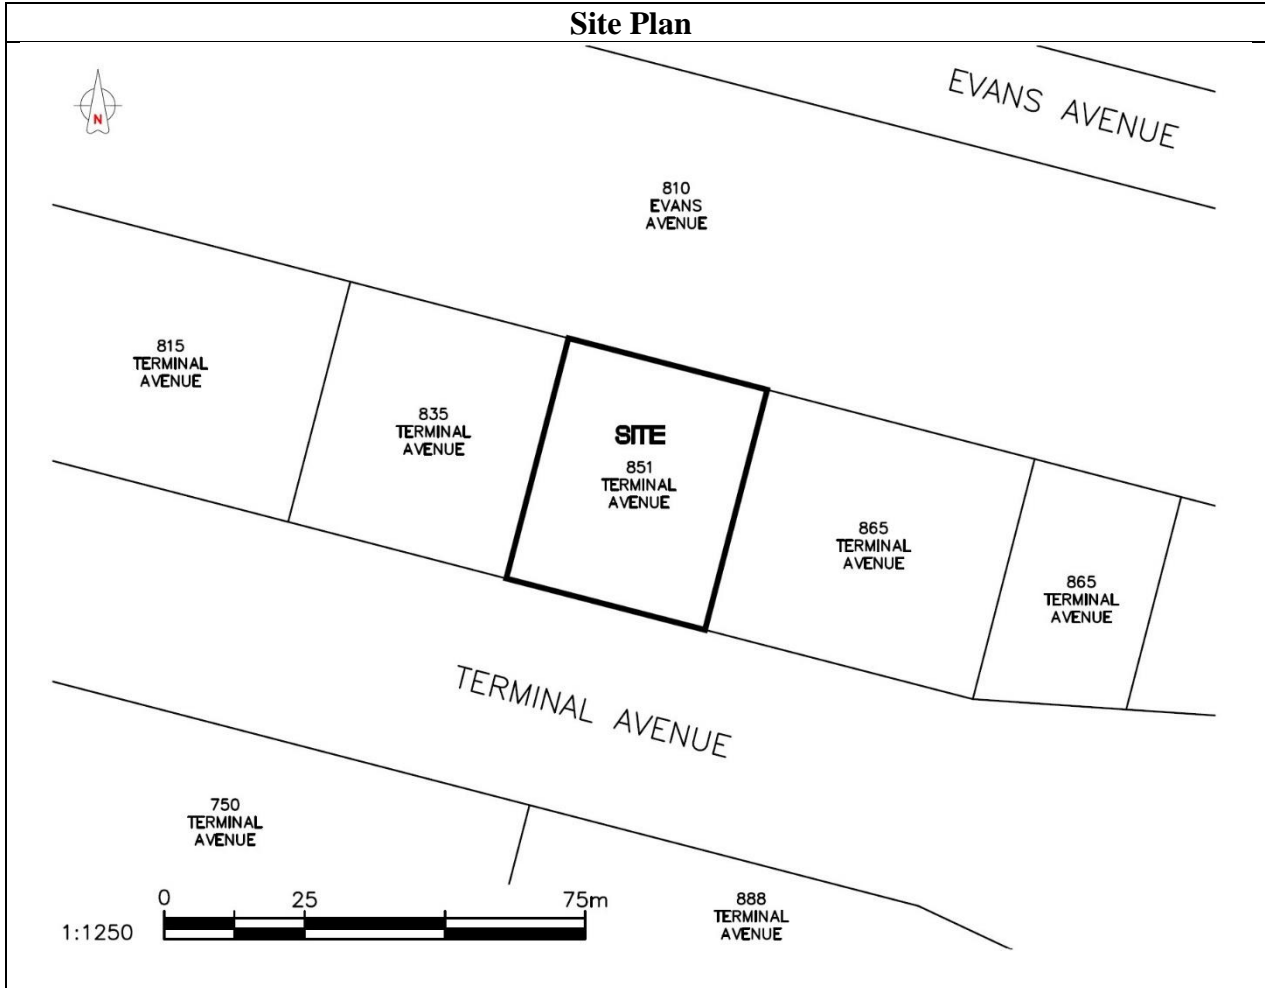 Site Plan
N
EVANS AVENUE
810
EVANS
AVENUE
815
TERMINAL
AVENUE
835
TERMINAL
AVENUE
SITE
851
TERMINAL
AVENUE
865
TERMINAL
AVENUE
865
TERMINAL
AVENUE
TERMINAL AVENUE
750
TERMINAL
AVENUE
888
TERMINAL
AVENUE
0 25 75m
1:1250